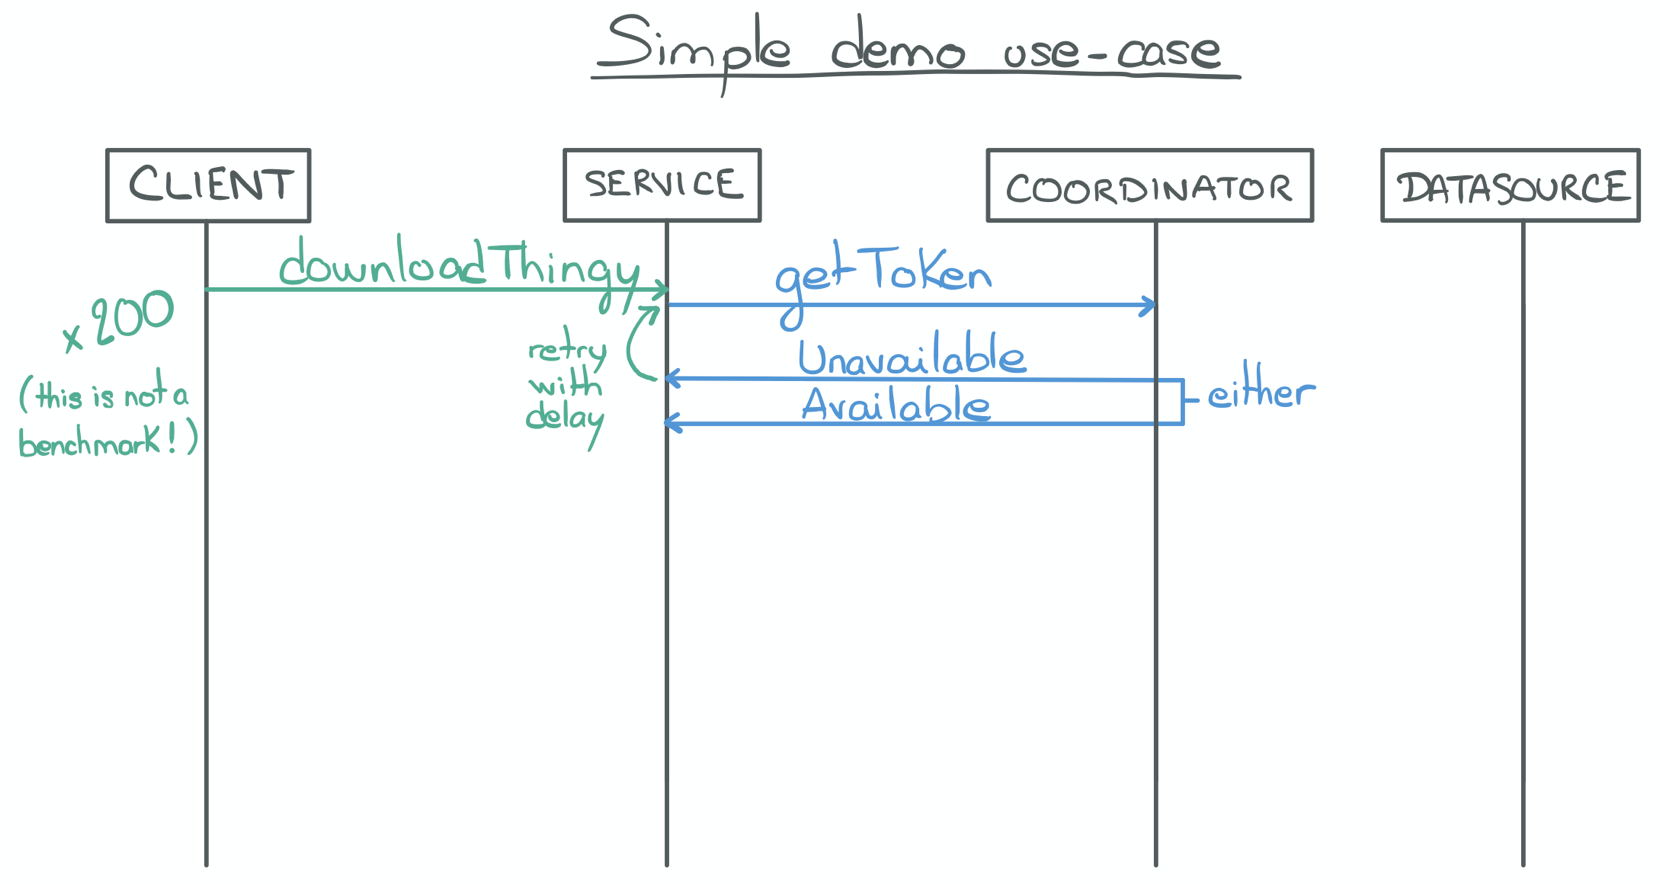 Simple demo use-case
CLIENT
SERVICE
COORDINATOR
DATASOURCE
downloadThingy
getToken
x200
(this is not a
benchmark!)
retry
with
delay
Unavailable
Available
either